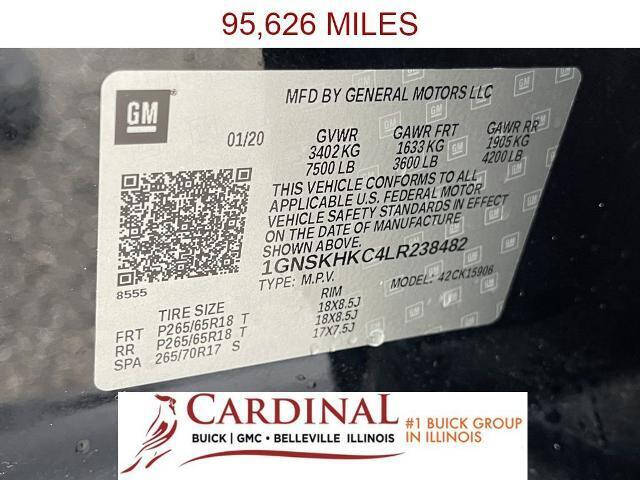 95,626 MILES
MFD BY GENERAL MOTORS LLC
GM
01/20 GVWR GAWR FRT GAWR RR
3402 KG 1633 KG 1905 KG
7500 LB 3600 LB 4200 LB
THIS VEHICLE CONFORMS TO ALL
APPLICABLE U.S. FEDERAL MOTOR
VEHICLE SAFETY STANDARDS IN EFFECT
ON THE DATE OF MANUFACTURE
SHOWN ABOVE.
1GNSKHKC4LR238482
TYPE: M.P.V. MODEL: 42CK15906
8555
TIRE SIZE RIM
FRT P265/65R18 T 18X8.5J
RR P265/65R18 T 18X8.5J
SPA 265/70R17 S 17X7.5J
CARDINAL
BUICK | GMC • BELLEVILLE ILLINOIS
#1 BUICK GROUP
IN ILLINOIS